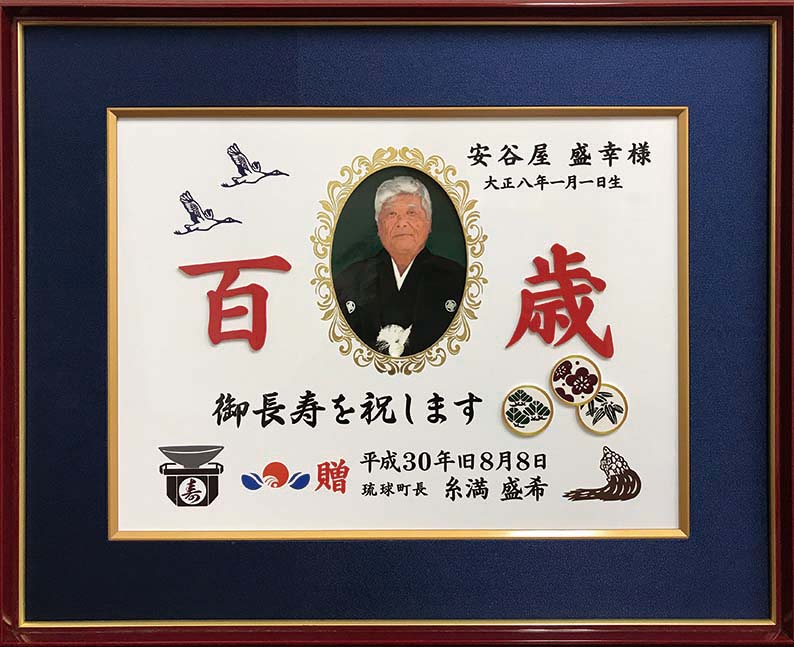 安谷屋 盛幸様
大正八年一月一日生
百歳
御長寿を祝します
寿
贈 平成30年旧8月8日
琉球町長 糸満 盛希